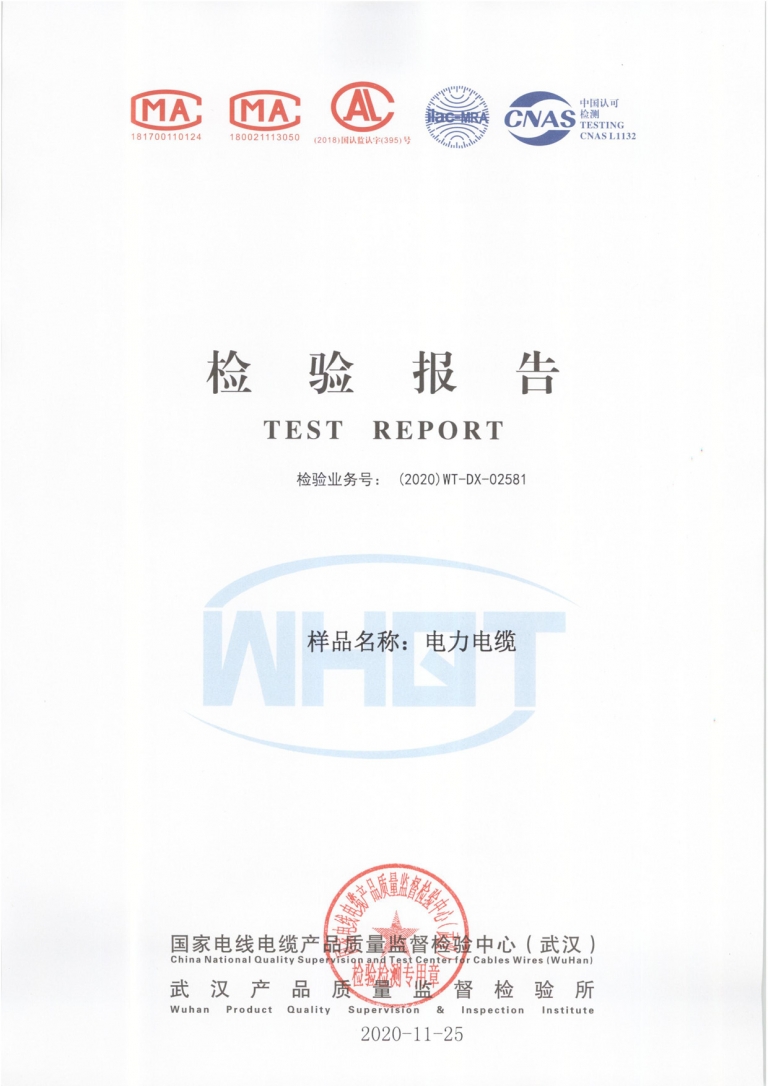 MA
MA
AL
ilac-MRA
CNAS
中国认可
检测
TESTING
CNAS L1132
181700110124
180021113050
(2018)国认监认字(395)号
检验报告
TEST REPORT
检验业务号: (2020)WT-DX-02581
WHQT
样品名称：电力电缆
国家电线电缆产品质量监督检验中心（武汉）
国家电线电缆产品质量监督检验中心（武汉）
China National Quality Supervision and Test Center for Cables Wires (WuHan)
检验检测专用章
武汉产品质量监督检验所
Wuhan Product Quality Supervision & Inspection Institute
2020-11-25